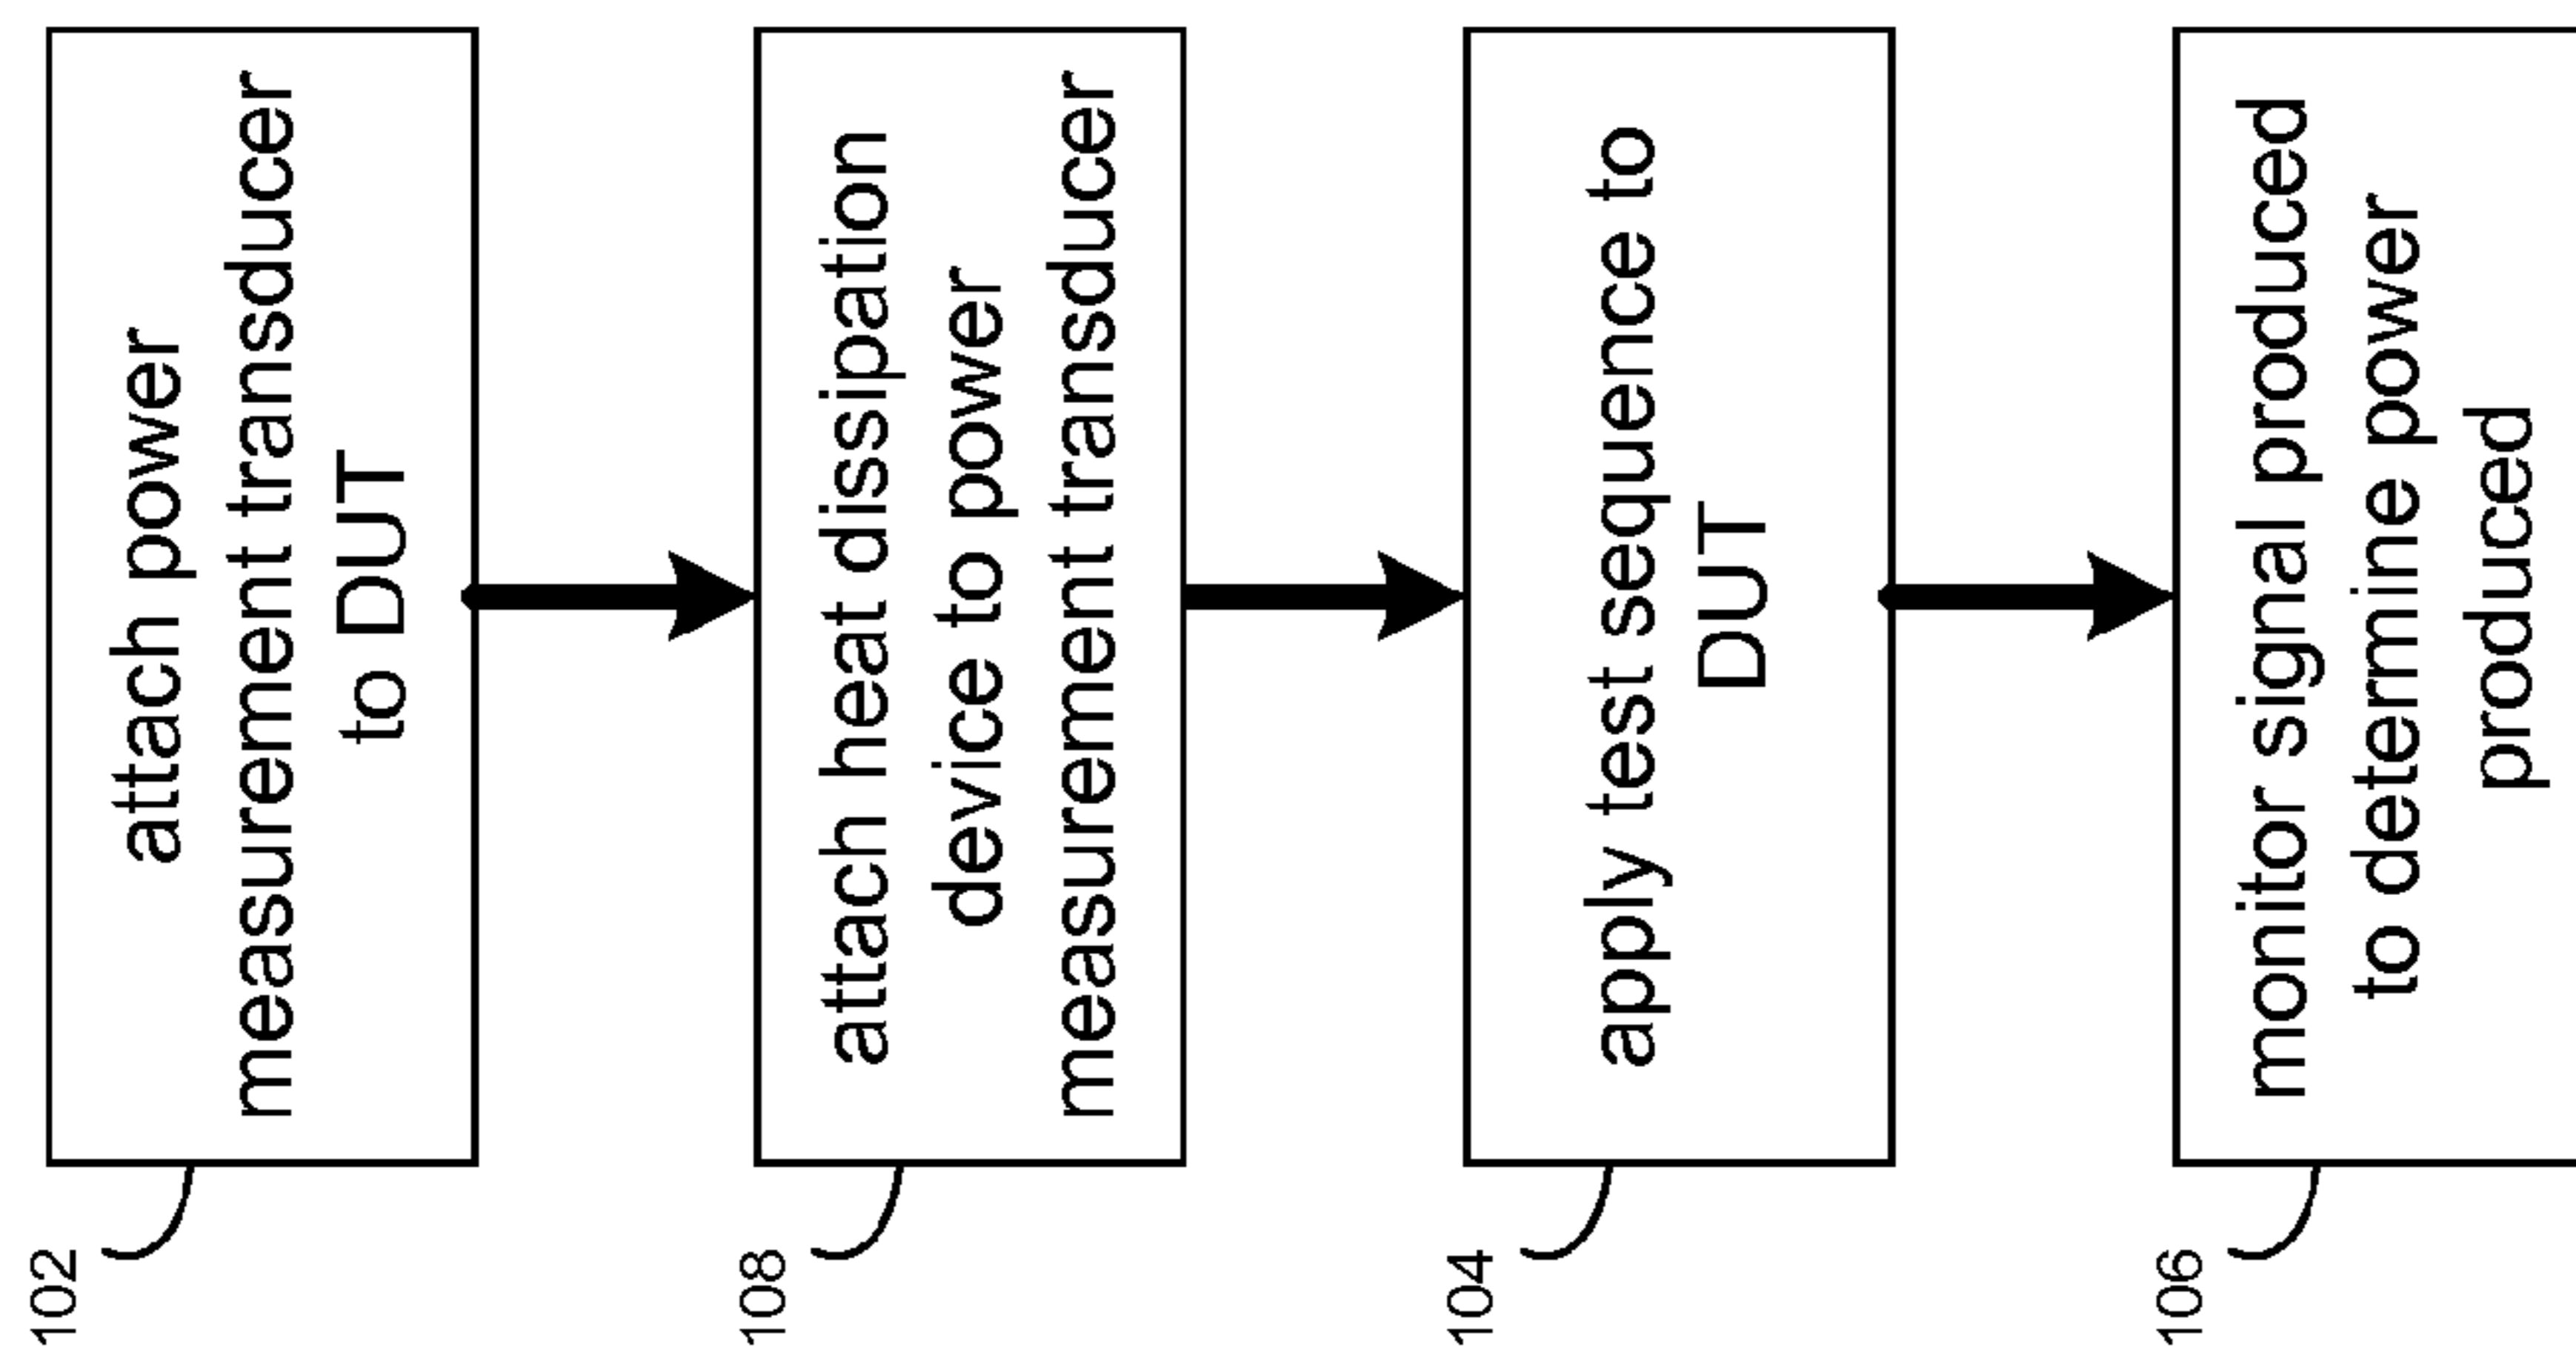 102
attach power
measurement transducer
to DUT
108
attach heat dissipation
device to power
measurement transducer
104
apply test sequence to
DUT
106
monitor signal produced
to determine power
produced